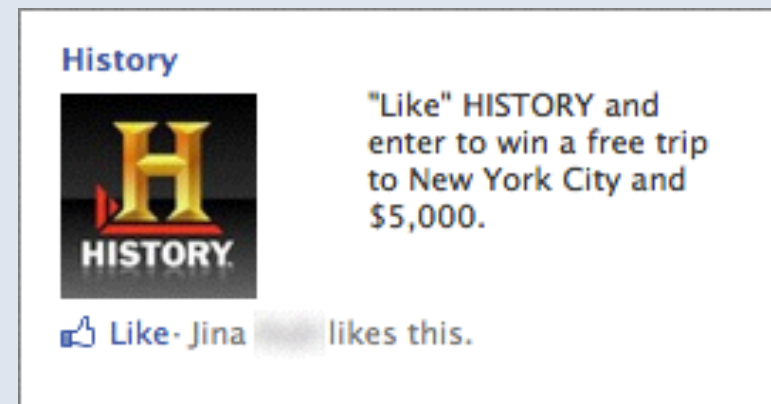 History
"Like" HISTORY and
enter to win a free trip
to New York City and
$5,000.
H
HISTORY
Like · Jina likes this.